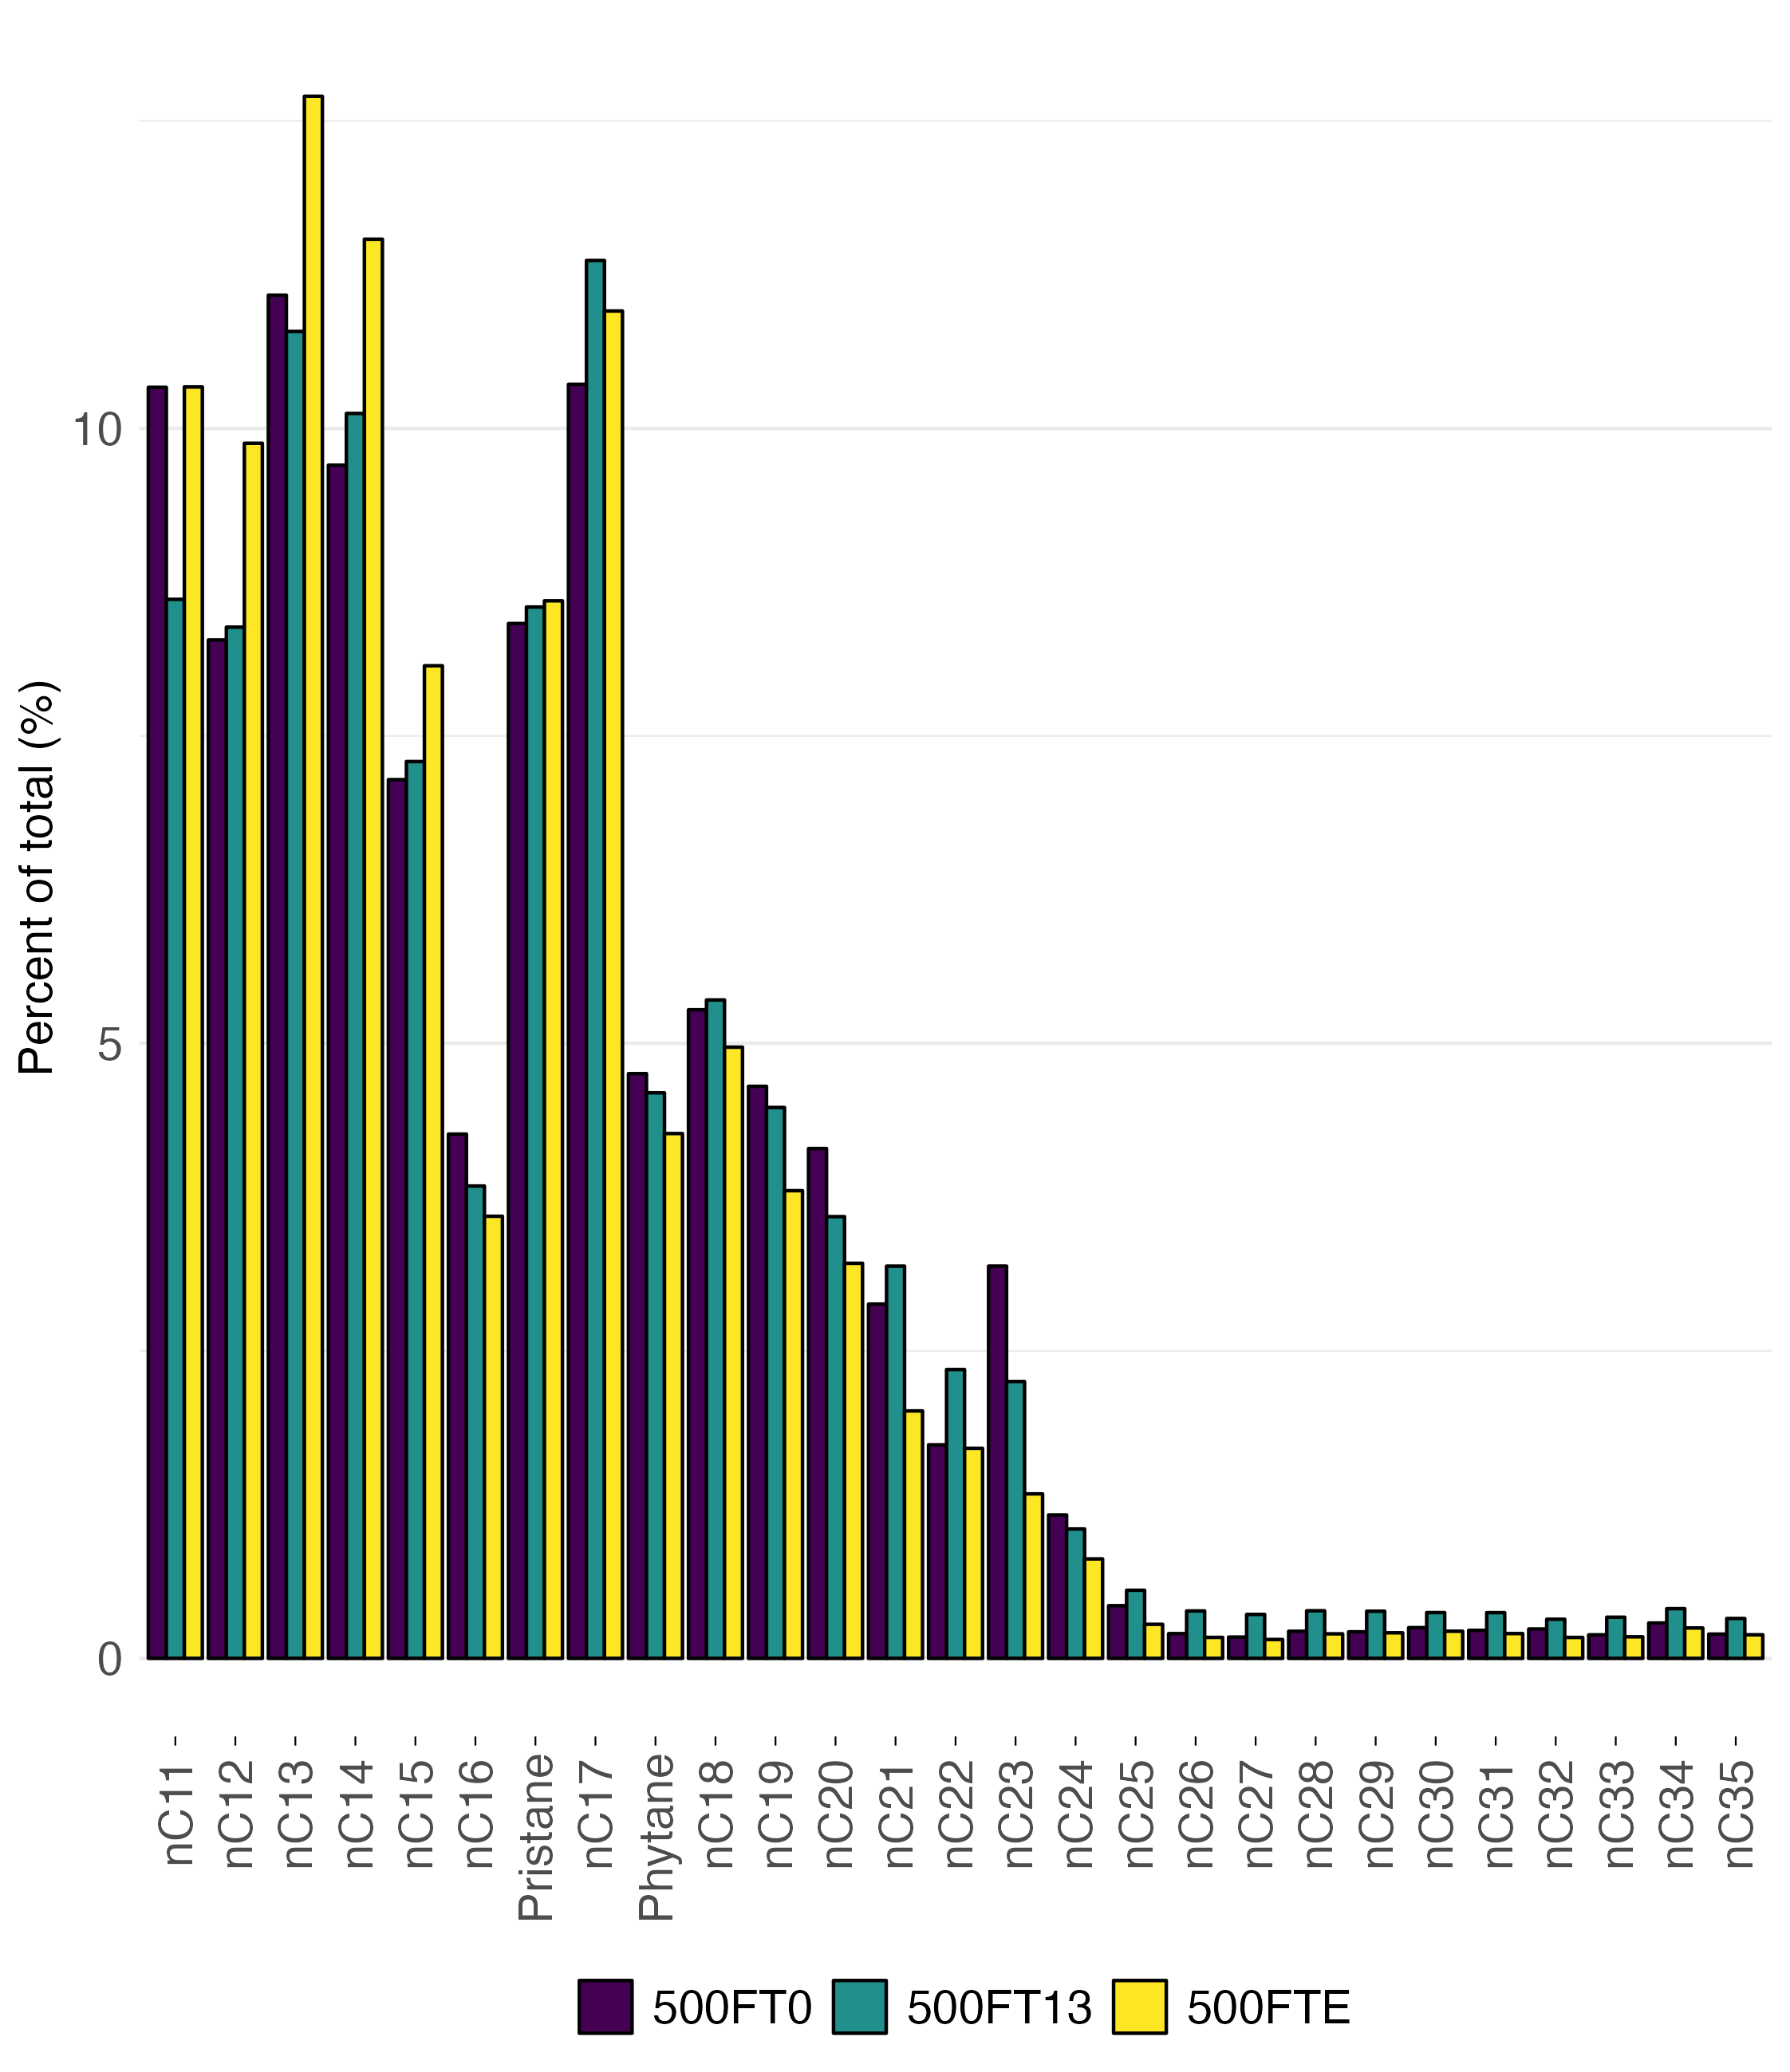 Percent of total (%)
10
5
0
nC11
nC12
nC13
nC14
nC15
nC16
Pristane
nC17
Phytane
nC18
nC19
nC20
nC21
nC22
nC23
nC24
nC25
nC26
nC27
nC28
nC29
nC30
nC31
nC32
nC33
nC34
nC35
500FT0 500FT13 500FTE